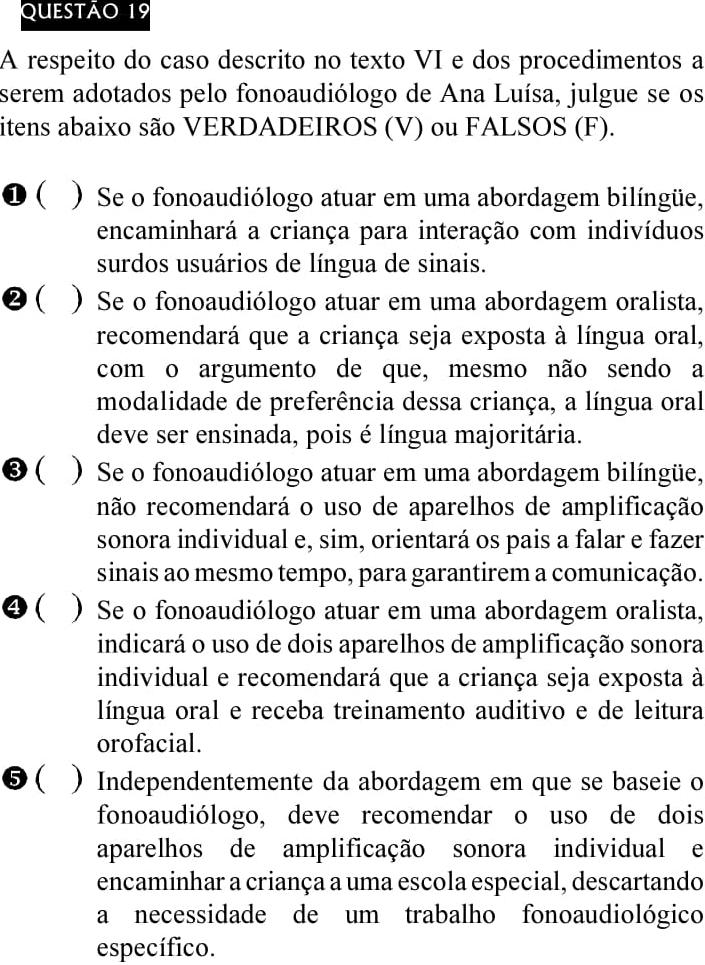 QUESTÃO 19
A respeito do caso descrito no texto VI e dos procedimentos a
serem adotados pelo fonoaudiólogo de Ana Luísa, julgue se os
itens abaixo são VERDADEIROS (V) ou FALSOS (F).
❶ ( ) Se o fonoaudiólogo atuar em uma abordagem bilíngüe,
encaminhará a criança para interação com indivíduos
surdos usuários de língua de sinais.
❷ ( ) Se o fonoaudiólogo atuar em uma abordagem oralista,
recomendará que a criança seja exposta à língua oral,
com o argumento de que, mesmo não sendo a
modalidade de preferência dessa criança, a língua oral
deve ser ensinada, pois é língua majoritária.
❸ ( ) Se o fonoaudiólogo atuar em uma abordagem bilíngüe,
não recomendará o uso de aparelhos de amplificação
sonora individual e, sim, orientará os pais a falar e fazer
sinais ao mesmo tempo, para garantirem a comunicação.
❹ ( ) Se o fonoaudiólogo atuar em uma abordagem oralista,
indicará o uso de dois aparelhos de amplificação sonora
individual e recomendará que a criança seja exposta à
língua oral e receba treinamento auditivo e de leitura
orofacial.
❺ ( ) Independentemente da abordagem em que se baseie o
fonoaudiólogo, deve recomendar o uso de dois
aparelhos de amplificação sonora individual e
encaminhar a criança a uma escola especial, descartando
a necessidade de um trabalho fonoaudiológico
específico.